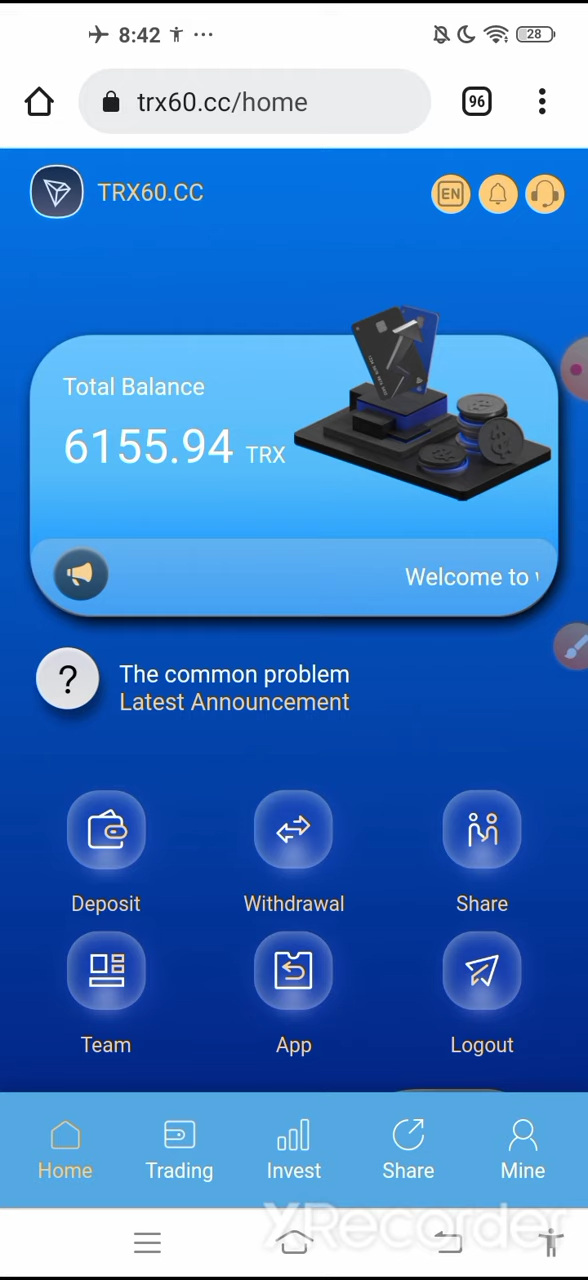 8:42
28
trx60.cc/home
96
TRX60.CC
EN
Total Balance
6155.94 TRX
Welcome to
?
The common problem
Latest Announcement
Deposit
Withdrawal
Share
Team
App
Logout
Home
Trading
Invest
Share
Mine
XRecorder